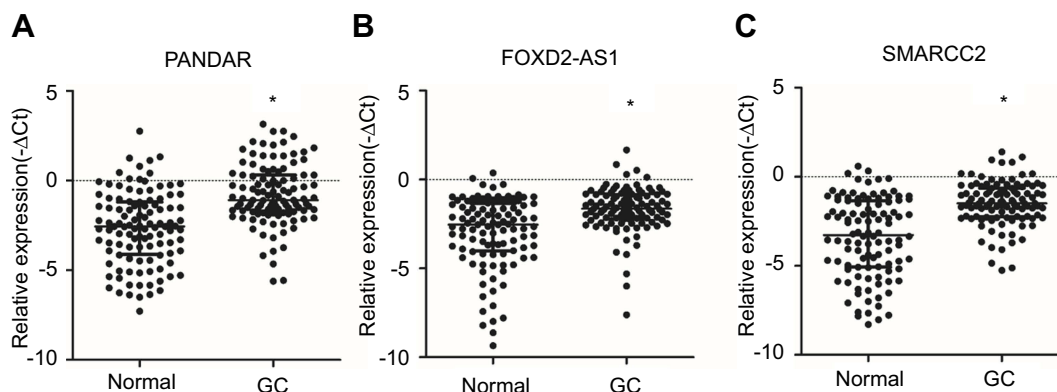 A
PANDAR
Relative expression(-ΔCt)
5
0
-5
-10
*
Normal
GC
B
FOXD2-AS1
Relative expression(-ΔCt)
5
0
-5
-10
*
Normal
GC
C
SMARCC2
Relative expression(-ΔCt)
5
0
-5
-10
*
Normal
GC